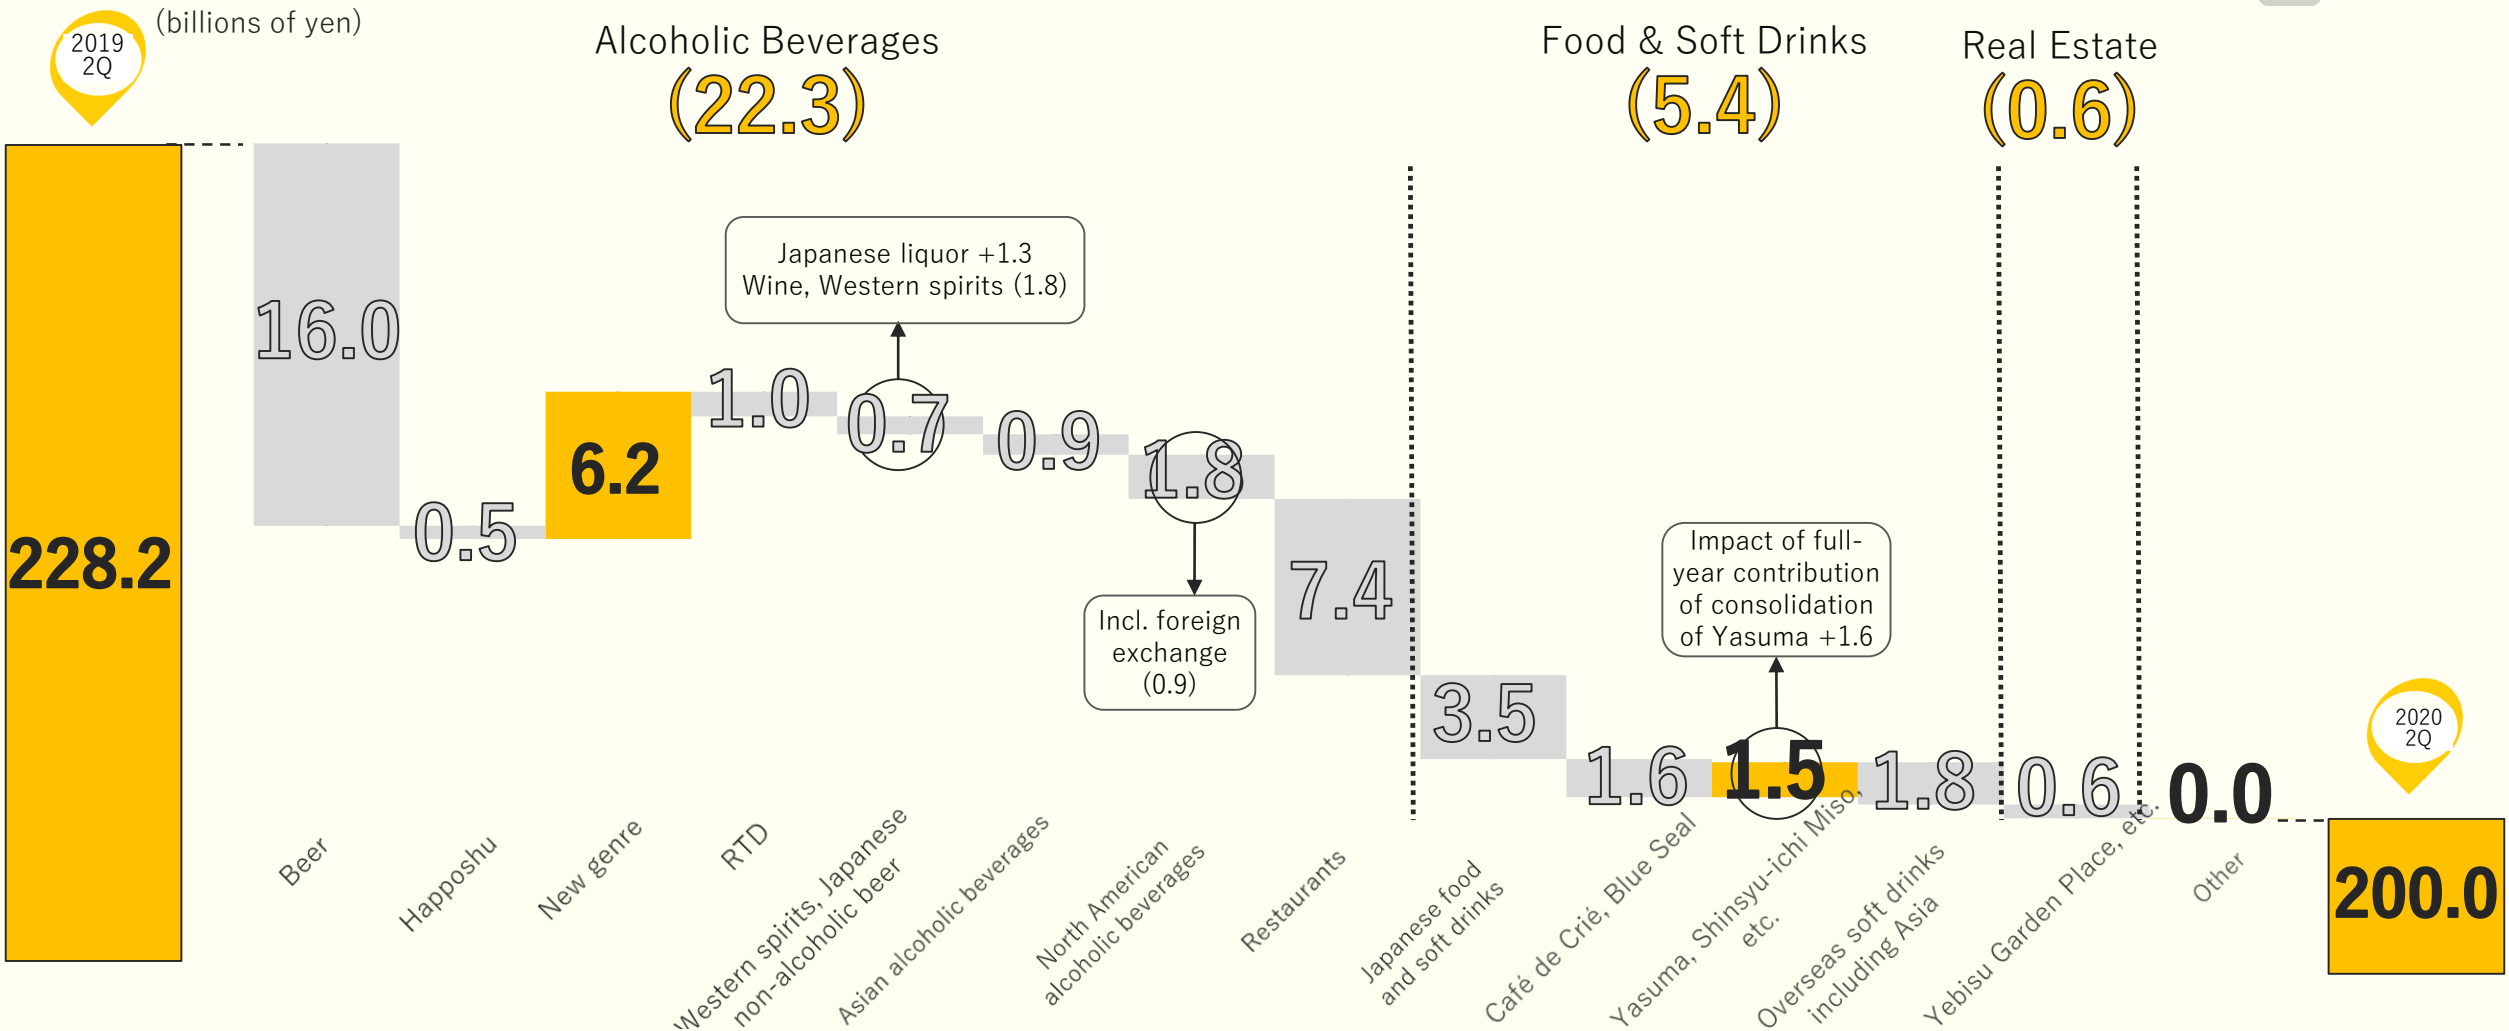 2019
2Q
(billions of yen)
Alcoholic Beverages
(22.3)
Food & Soft Drinks
(5.4)
Real Estate
(0.6)
228.2
16.0
0.5
6.2
1.0
0.7
0.9
1.8
7.4
3.5
1.6
1.5
1.8
0.6
0.0
200.0
Japanese liquor +1.3
Wine, Western spirits (1.8)
Incl. foreign
exchange
(0.9)
Impact of full-
year contribution
of consolidation
of Yasuma +1.6
2020
2Q
Beer
Happoshu
New genre
RTD
Western spirits, Japanese
non-alcoholic beer
Asian alcoholic beverages
North American
alcoholic beverages
Restaurants
Japanese food
and soft drinks
Café de Crié, Blue Seal
Yasuma, Shinsyu-ichi Miso,
etc.
Overseas soft drinks
including Asia
Yebisu Garden Place, etc.
Other